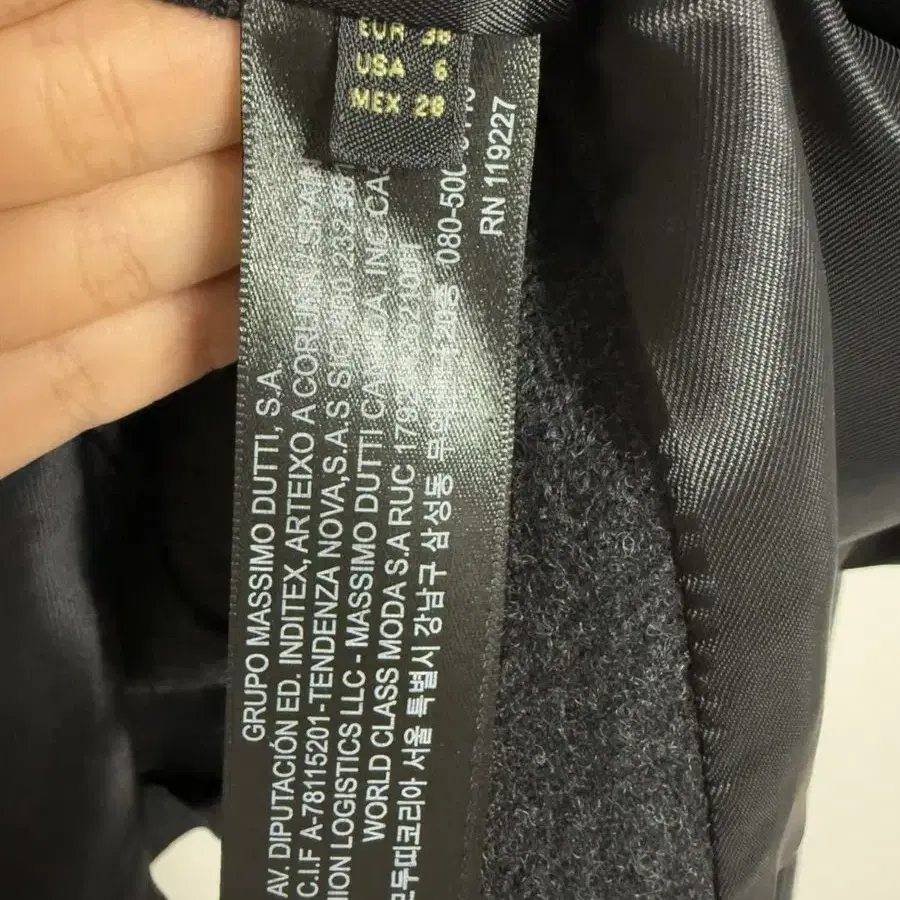 EUR 38
USA 6
MEX 28
GRUPO MASSIMO DUTTI, S.A.
AV. DIPUTACIÓN ED. INDITEX, ARTEIXO A CORUÑA /SPAIN
C.I.F A-78115201-TENDENZA NOVA,S.A.S
LOGISTICS LLC - MASSIMO DUTTI CANADA, INC
WORLD CLASS MODA S.A RUC
서울 특별시 강남구 삼성동
RN 119227